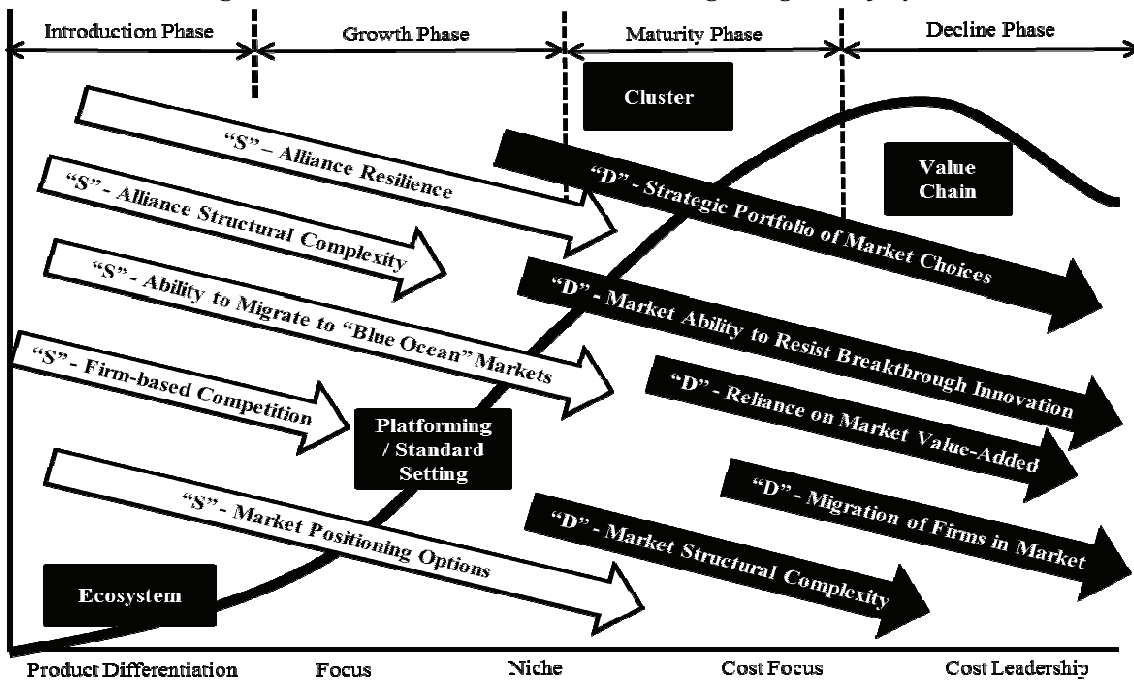 Introduction Phase
Growth Phase
Maturity Phase
Decline Phase
Cluster
Value
Chain
“S” – Alliance Resilience
“S” - Alliance Structural Complexity
“S” - Ability to Migrate to “Blue Ocean” Markets
“S” - Firm-based Competition
“S” - Market Positioning Options
“D” - Strategic Portfolio of Market Choices
“D” - Market Ability to Resist Breakthrough Innovation
“D” - Reliance on Market Value-Added
“D” - Migration of Firms in Market
“D” - Market Structural Complexity
Platforming
/ Standard
Setting
Ecosystem
Product Differentiation
Focus
Niche
Cost Focus
Cost Leadership